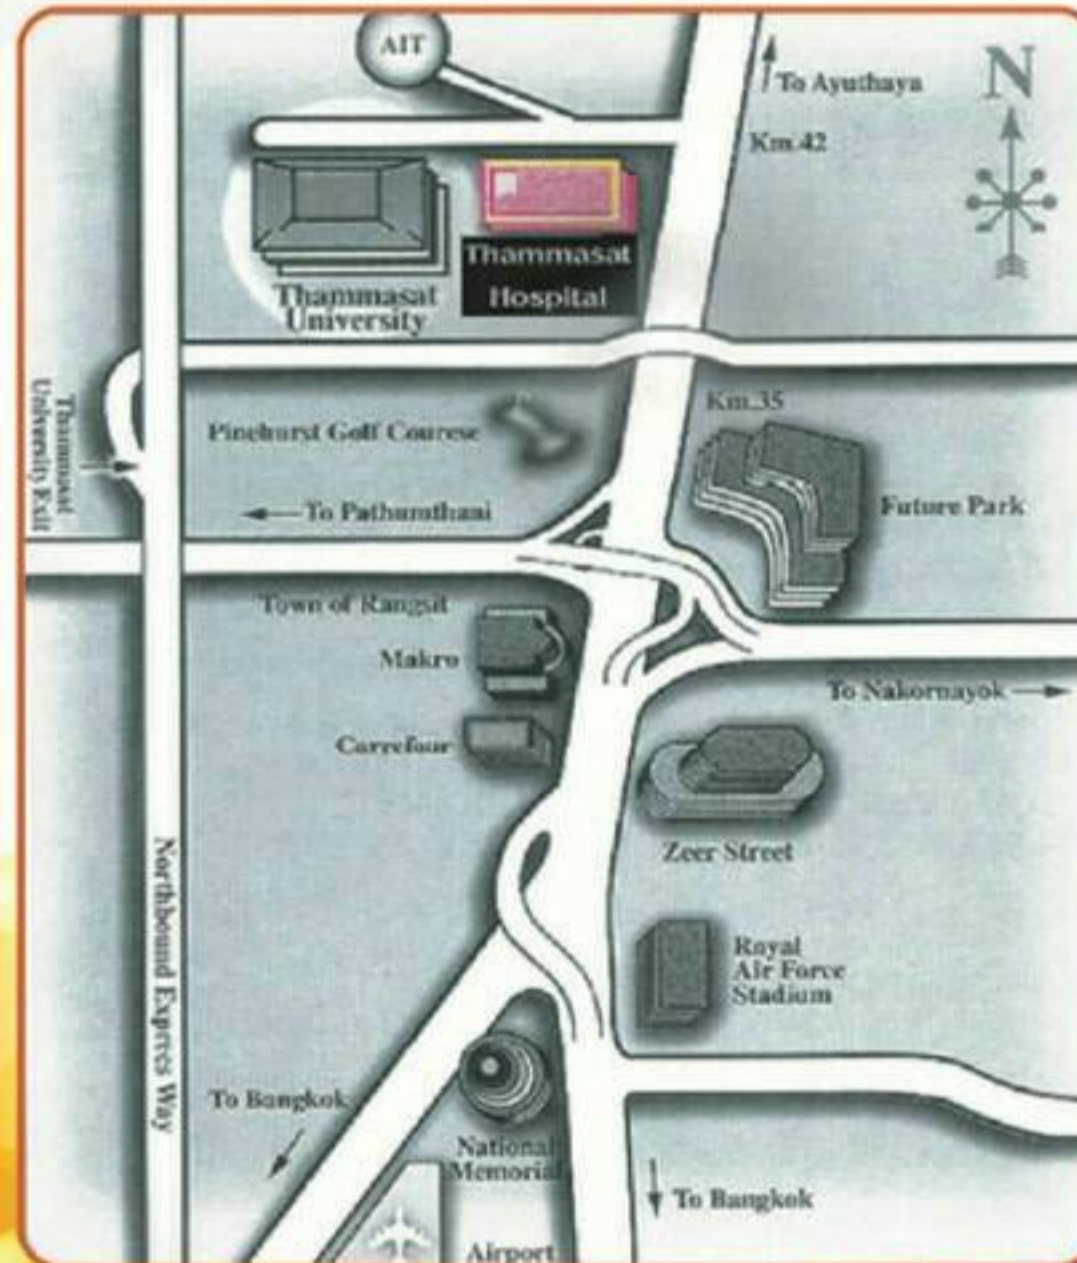 AIT
To Ayuthaya
N
Km.42
Thammasat
Hospital
Thammasat
University
Thammasat
University Exit
Km.35
Pinehurst Golf Courese
To Pathumthani
Future Park
Town of Rangsit
Makro
To Nakornayok
Carrefour
Zeer Street
Northbound Exprees Way
Royal
Air Force
Stadium
To Bangkok
National
Memorial
To Bangkok
Airport